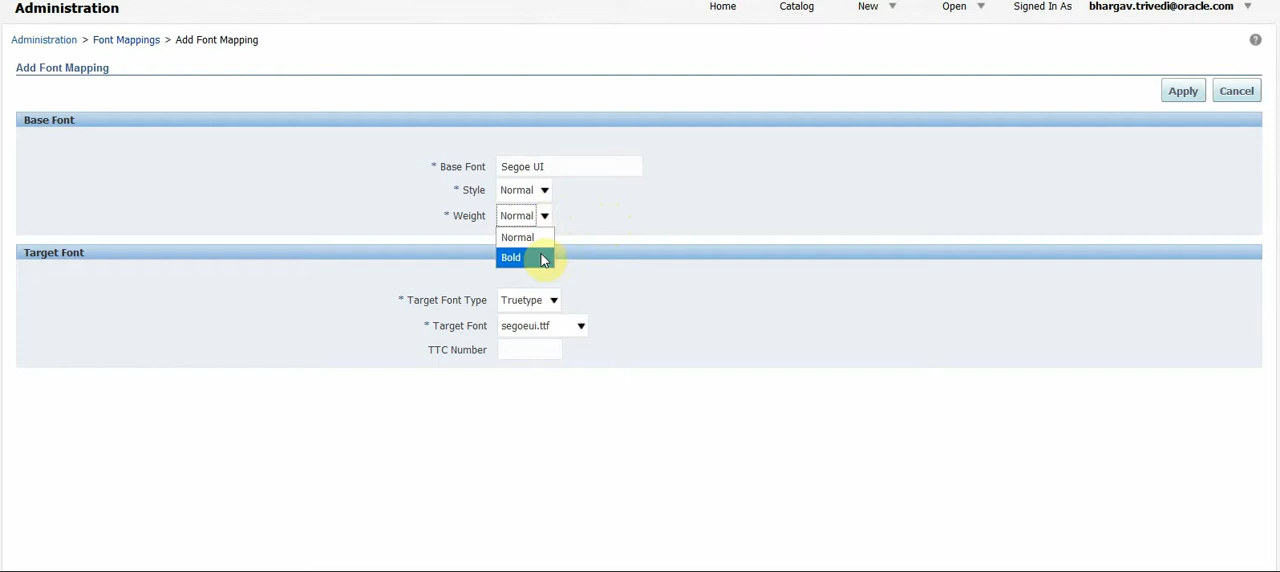 Administration Home Catalog New Open Signed In As bhargav.trivedi@oracle.com
Administration > Font Mappings > Add Font Mapping
Add Font Mapping
Apply Cancel
Base Font
* Base Font Segoe UI
* Style Normal
* Weight Normal
Normal
Bold
Target Font
* Target Font Type Truetype
* Target Font segoeui.ttf
TTC Number